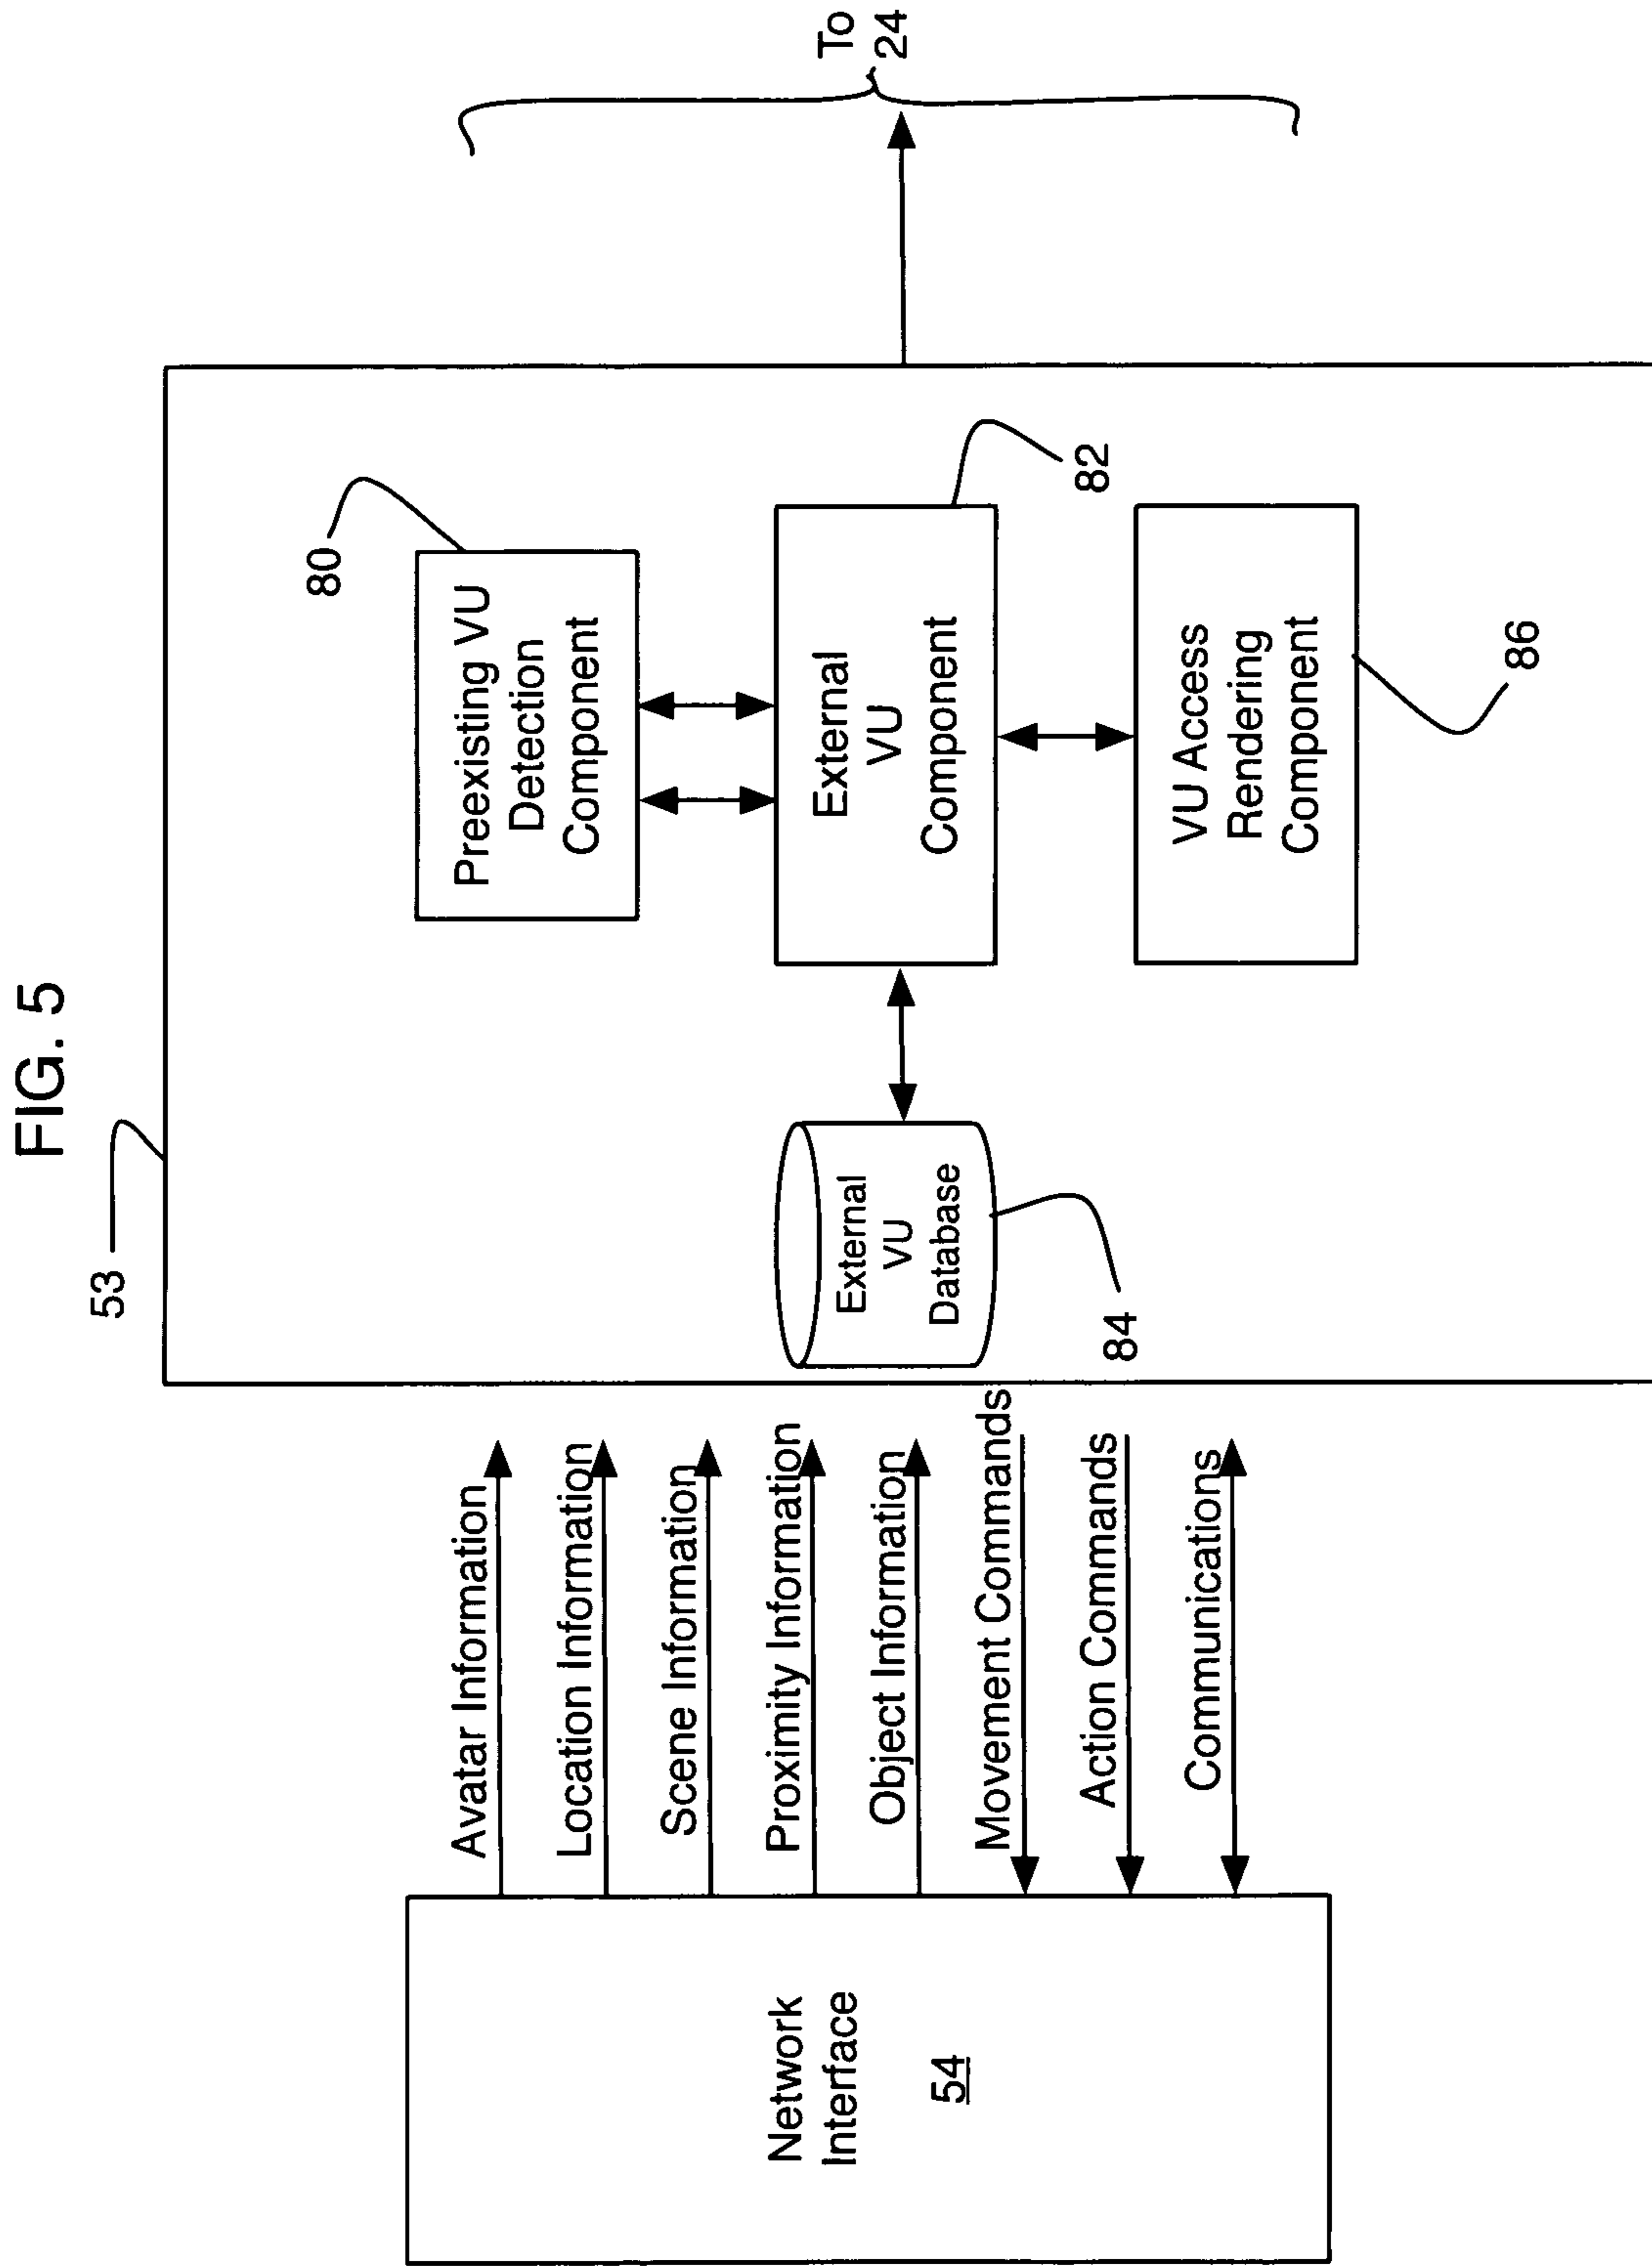 FIG. 5
53
Network
Interface
54
Avatar Information
Location Information
Scene Information
Proximity Information
Object Information
Movement Commands
Action Commands
Communications
External
VU
Database
84
Preexisting VU
Detection
Component
80
External
VU
Component
82
VU Access
Rendering
Component
86
To
24